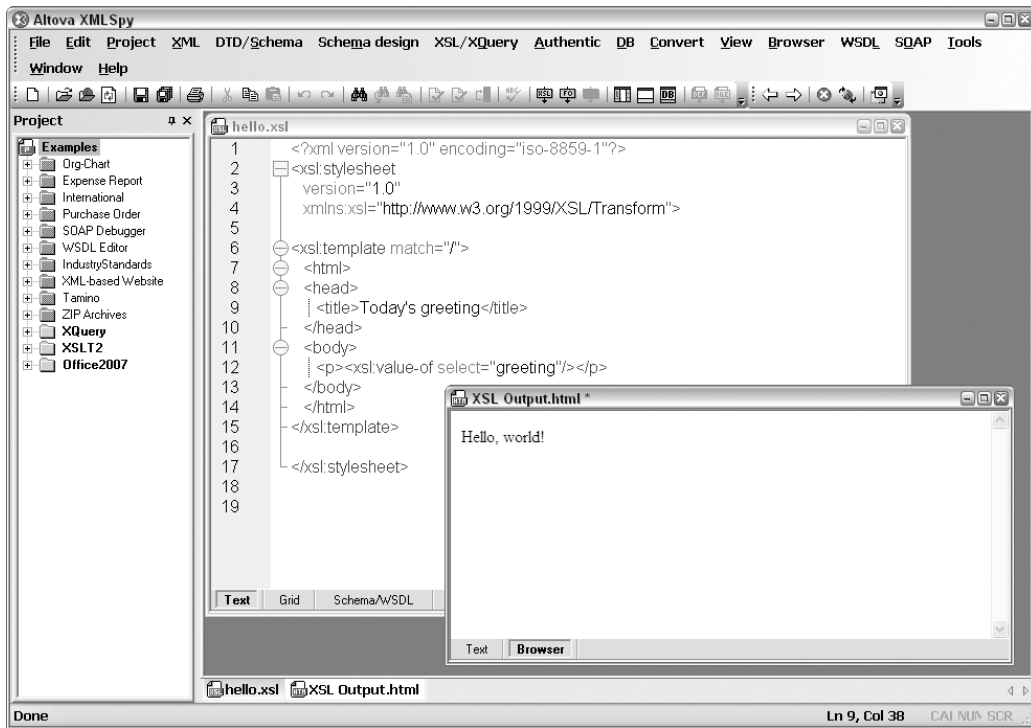 Altova XMLSpy
File Edit Project XML DTD/Schema Schema design XSL/XQuery Authentic DB Convert View Browser WSDL SOAP Tools
Window Help
Project
Examples
Org-Chart
Expense Report
International
Purchase Order
SOAP Debugger
WSDL Editor
IndustryStandards
XML-based Website
Tamino
ZIP Archives
XQuery
XSLT2
Office2007
hello.xsl
1 <?xml version="1.0" encoding="iso-8859-1"?>
2 <xsl:stylesheet
3 version="1.0"
4 xmlns:xsl="http://www.w3.org/1999/XSL/Transform">
5
6 <xsl:template match="/">
7 <html>
8 <head>
9 <title>Today's greeting</title>
10 </head>
11 <body>
12 <p><xsl:value-of select="greeting"/></p>
13 </body>
14 </html>
15 </xsl:template>
16
17 </xsl:stylesheet>
18
19
Text Grid Schema/WSDL
XSL Output.html *
Hello, world!
Text Browser
hello.xsl XSL Output.html
Done Ln 9, Col 38 SCR